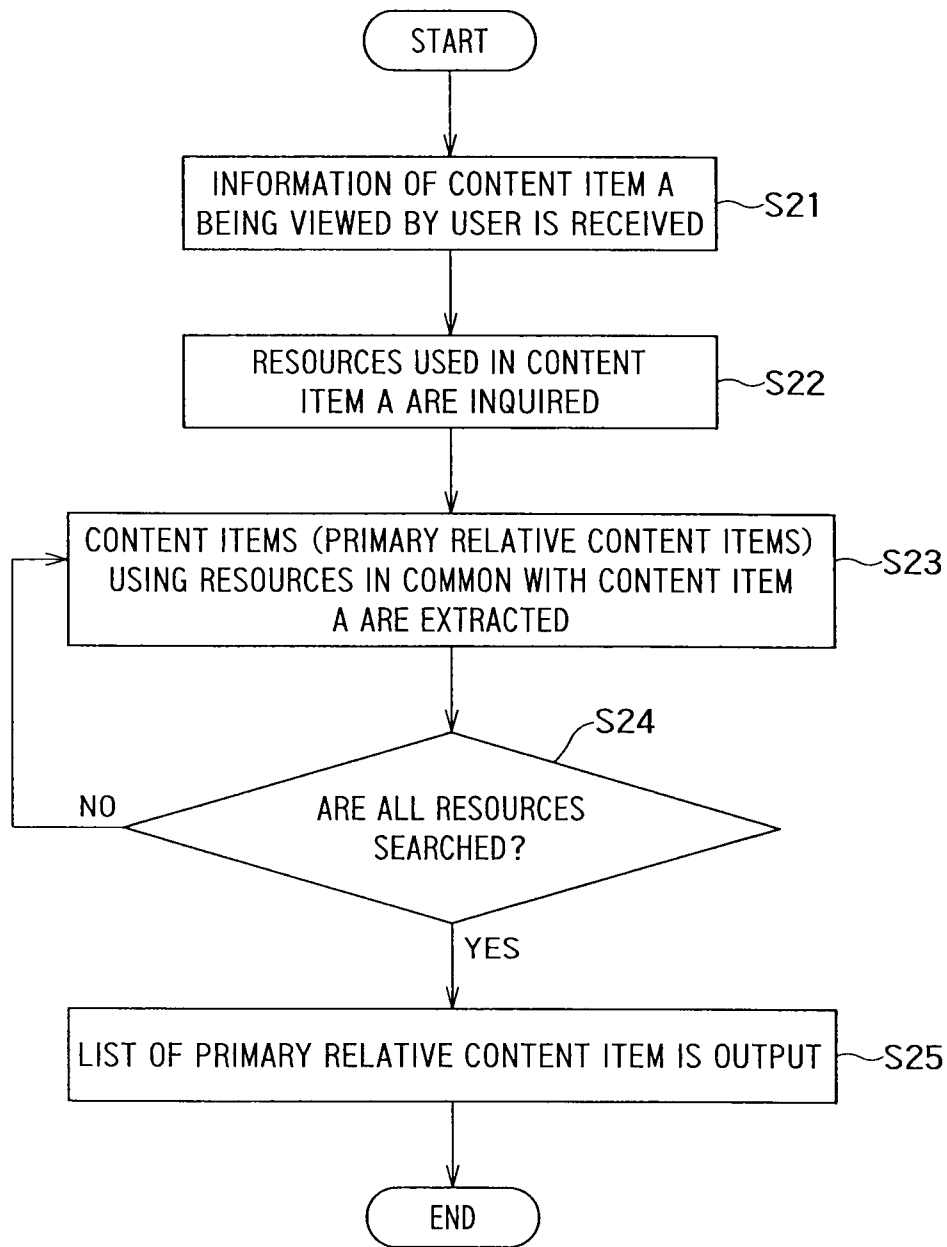 START
INFORMATION OF CONTENT ITEM A
BEING VIEWED BY USER IS RECEIVED
S21
RESOURCES USED IN CONTENT
ITEM A ARE INQUIRED
S22
CONTENT ITEMS (PRIMARY RELATIVE CONTENT ITEMS)
USING RESOURCES IN COMMON WITH CONTENT ITEM
A ARE EXTRACTED
S23
S24
ARE ALL RESOURCES
SEARCHED?
NO
YES
LIST OF PRIMARY RELATIVE CONTENT ITEM IS OUTPUT
S25
END